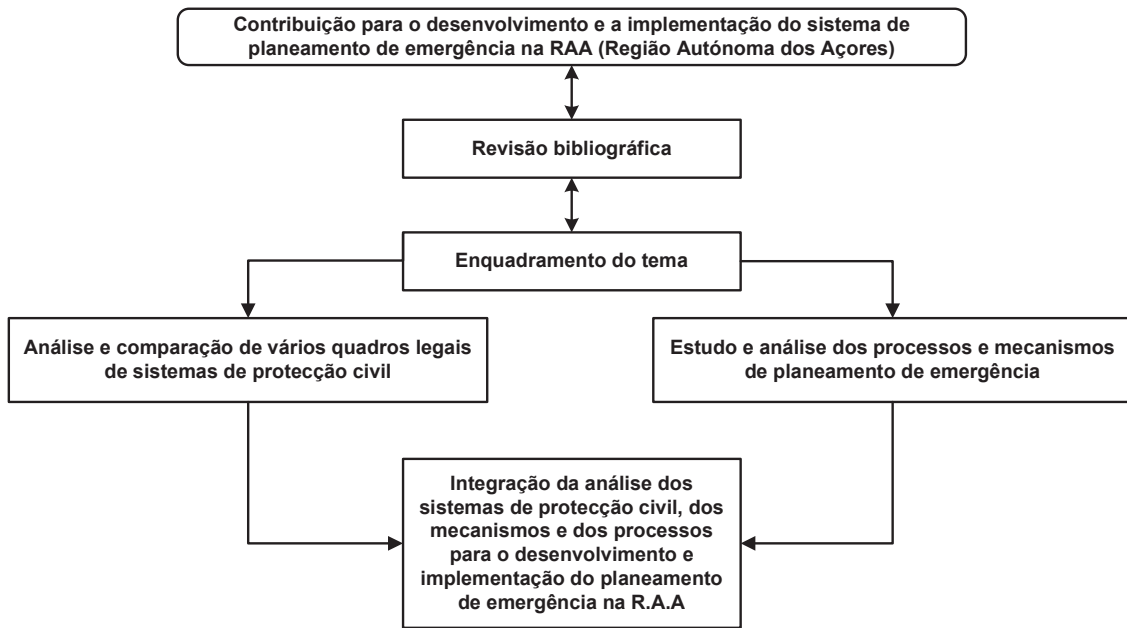 Contribuição para o desenvolvimento e a implementação do sistema de
planeamento de emergência na RAA (Região Autónoma dos Açores)
Revisão bibliográfica
Enquadramento do tema
Análise e comparação de vários quadros legais
de sistemas de protecção civil
Estudo e análise dos processos e mecanismos
de planeamento de emergência
Integração da análise dos
sistemas de protecção civil, dos
mecanismos e dos processos
para o desenvolvimento e
implementação do planeamento
de emergência na R.A.A